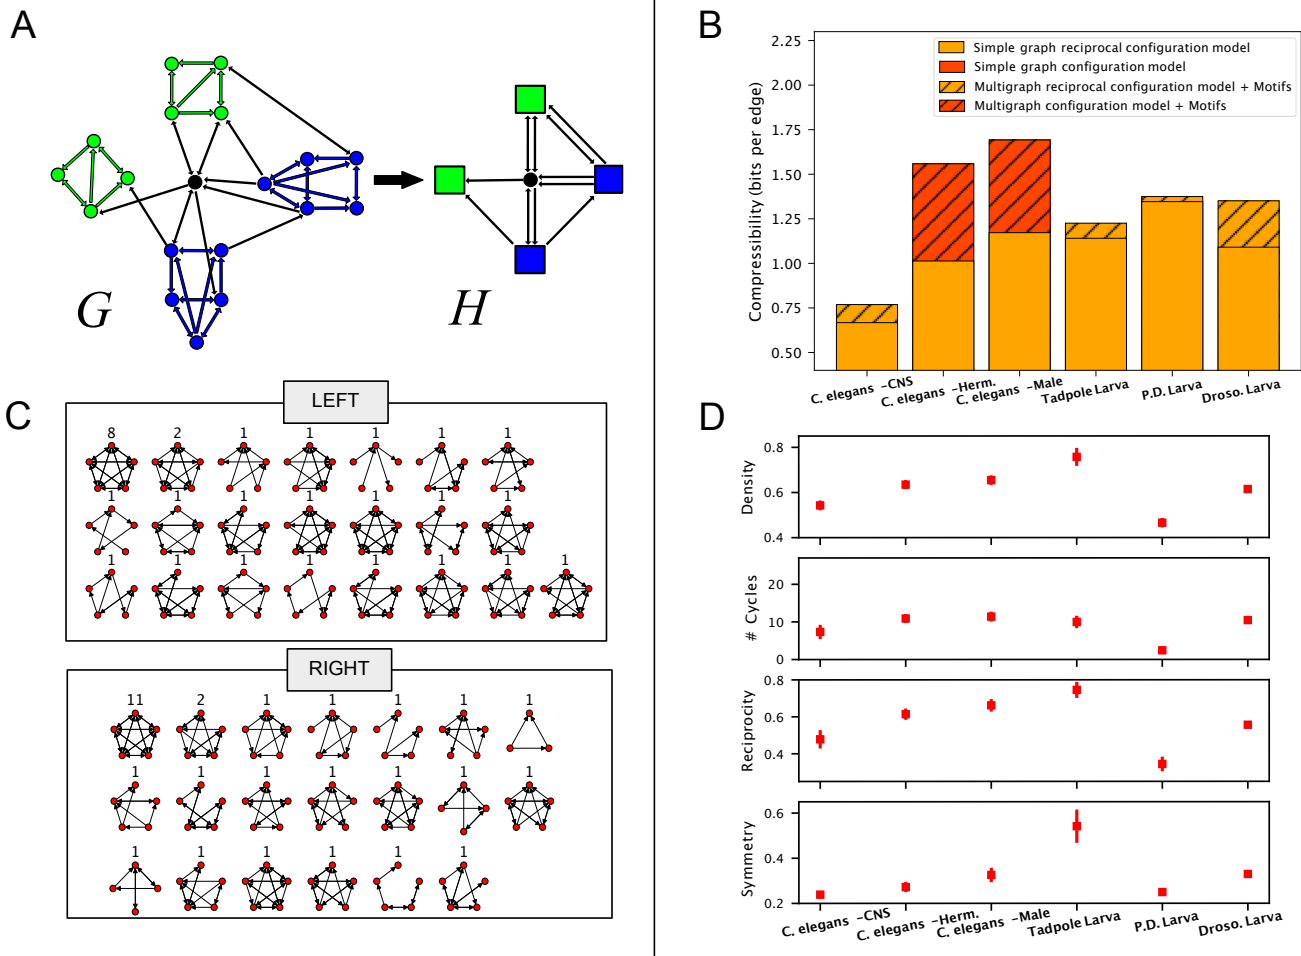 A
G
H
B
Compressibility (bits per edge)
2.25
2.00
1.75
1.50
1.25
1.00
0.75
0.50
Simple graph reciprocal configuration model
Simple graph configuration model
Multigraph reciprocal configuration model + Motifs
Multigraph configuration model + Motifs
C. elegans -CNS
C. elegans -Herm.
C. elegans -Male
Tadpole Larva
P.D. Larva
Droso. Larva
C
LEFT
8 2 1 1 1 1 1
1 1 1 1 1 1 1
1 1 1 1 1 1 1 1
RIGHT
11 2 1 1 1 1 1
1 1 1 1 1 1 1
1 1 1 1 1 1
D
Density
0.8
0.6
0.4
# Cycles
20
10
0
Reciprocity
0.8
0.6
0.4
Symmetry
0.6
0.4
0.2
C. elegans -CNS
C. elegans -Herm.
C. elegans -Male
Tadpole Larva
P.D. Larva
Droso. Larva